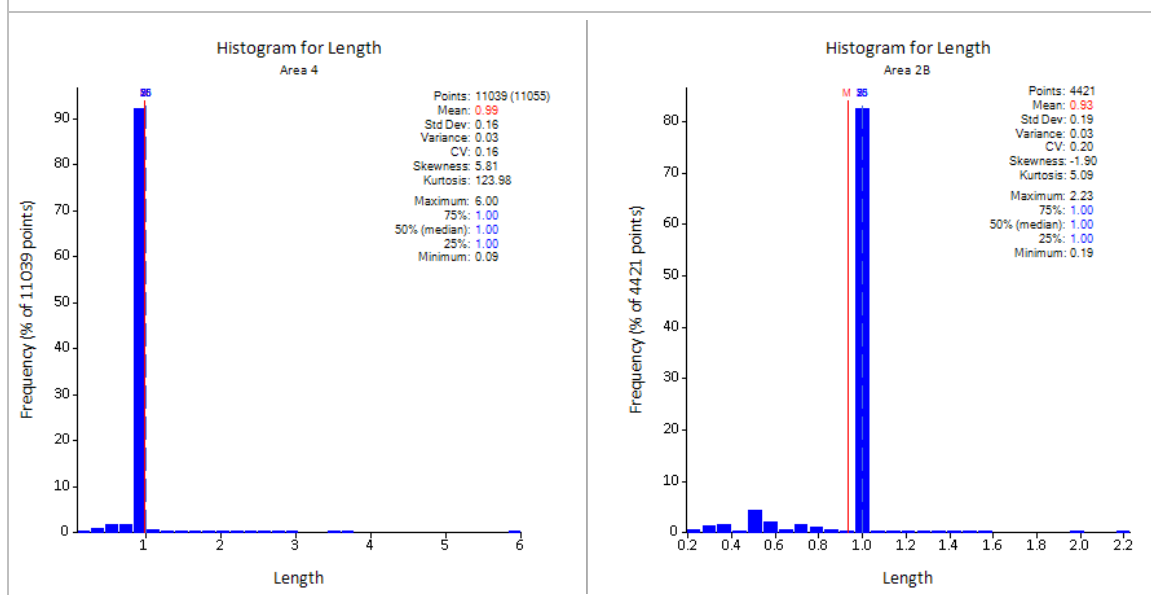 Histogram for Length
Area 4
Points: 11039 (11055)
Mean: 0.99
Std Dev: 0.16
Variance: 0.03
CV: 0.16
Skewness: 5.81
Kurtosis: 123.98
Maximum: 6.00
75%: 1.00
50% (median): 1.00
25%: 1.00
Minimum: 0.09
Frequency (% of 11039 points)
90
80
70
60
50
40
30
20
10
0
1 2 3 4 5 6
Length
Histogram for Length
Area 2B
M
Points: 4421
Mean: 0.93
Std Dev: 0.19
Variance: 0.03
CV: 0.20
Skewness: -1.90
Kurtosis: 5.09
Maximum: 2.23
75%: 1.00
50% (median): 1.00
25%: 1.00
Minimum: 0.19
Frequency (% of 4421 points)
80
70
60
50
40
30
20
10
0
0.2 0.4 0.6 0.8 1.0 1.2 1.4 1.6 1.8 2.0 2.2
Length